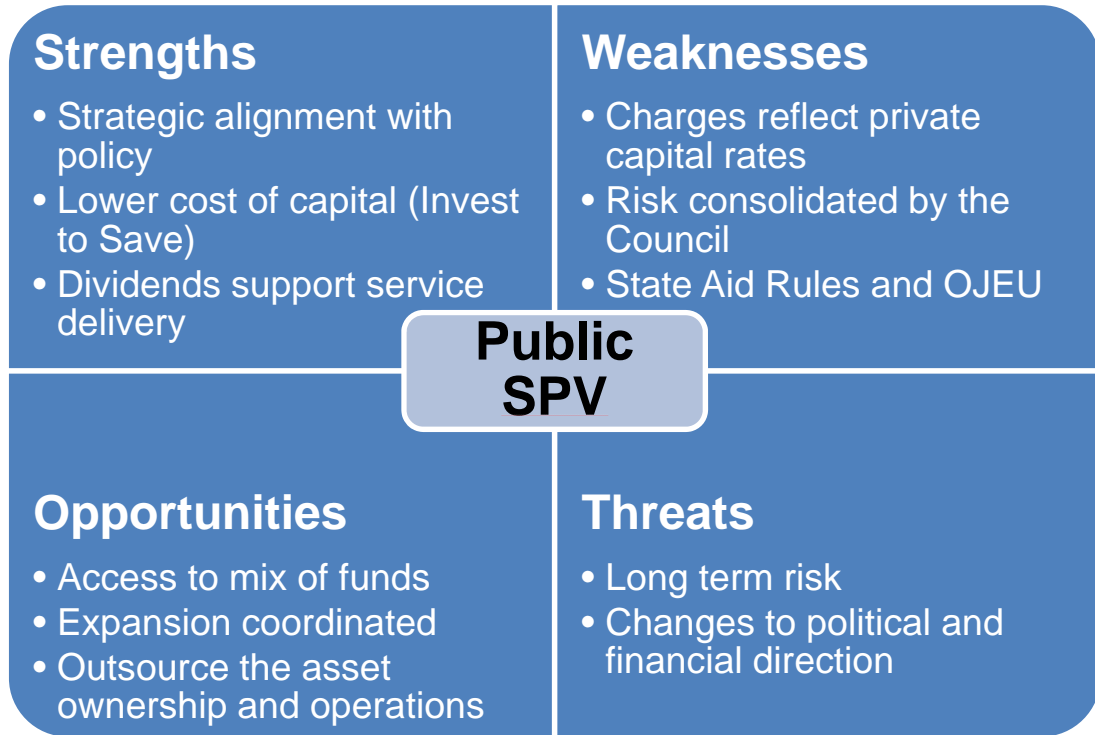 Strengths
• Strategic alignment with
policy
• Lower cost of capital (Invest
to Save)
• Dividends support service
delivery
Weaknesses
• Charges reflect private
capital rates
• Risk consolidated by the
Council
• State Aid Rules and OJEU
Public
SPV
Opportunities
• Access to mix of funds
• Expansion coordinated
• Outsource the asset
ownership and operations
Threats
• Long term risk
• Changes to political and
financial direction